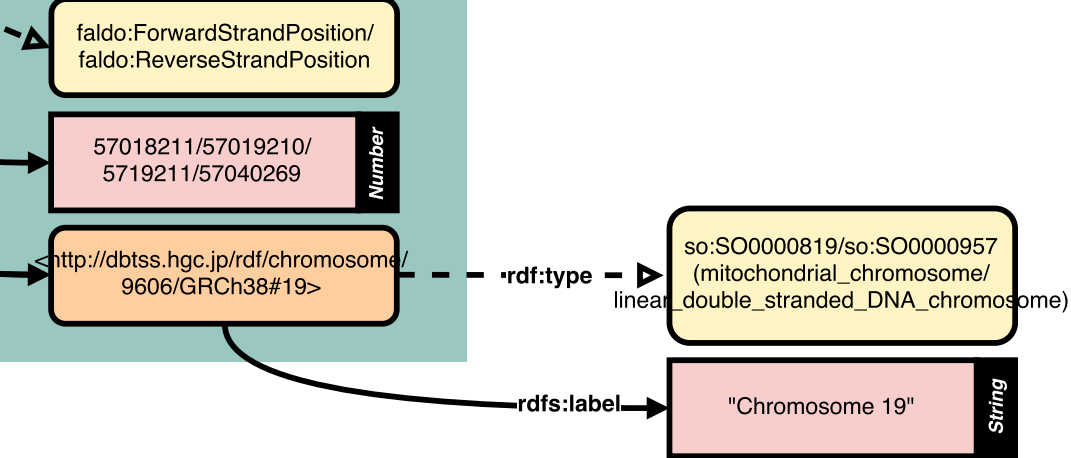 faldo:ForwardStrandPosition/
faldo:ReverseStrandPosition
57018211/57019210/
5719211/57040269
Number
<http://dbtss.hgc.jp/rdf/chromosome/
9606/GRCh38#19>
rdf:type
so:SO0000819/so:SO0000957
(mitochondrial_chromosome/
linear_double_stranded_DNA_chromosome)
rdfs:label
"Chromosome 19"
String